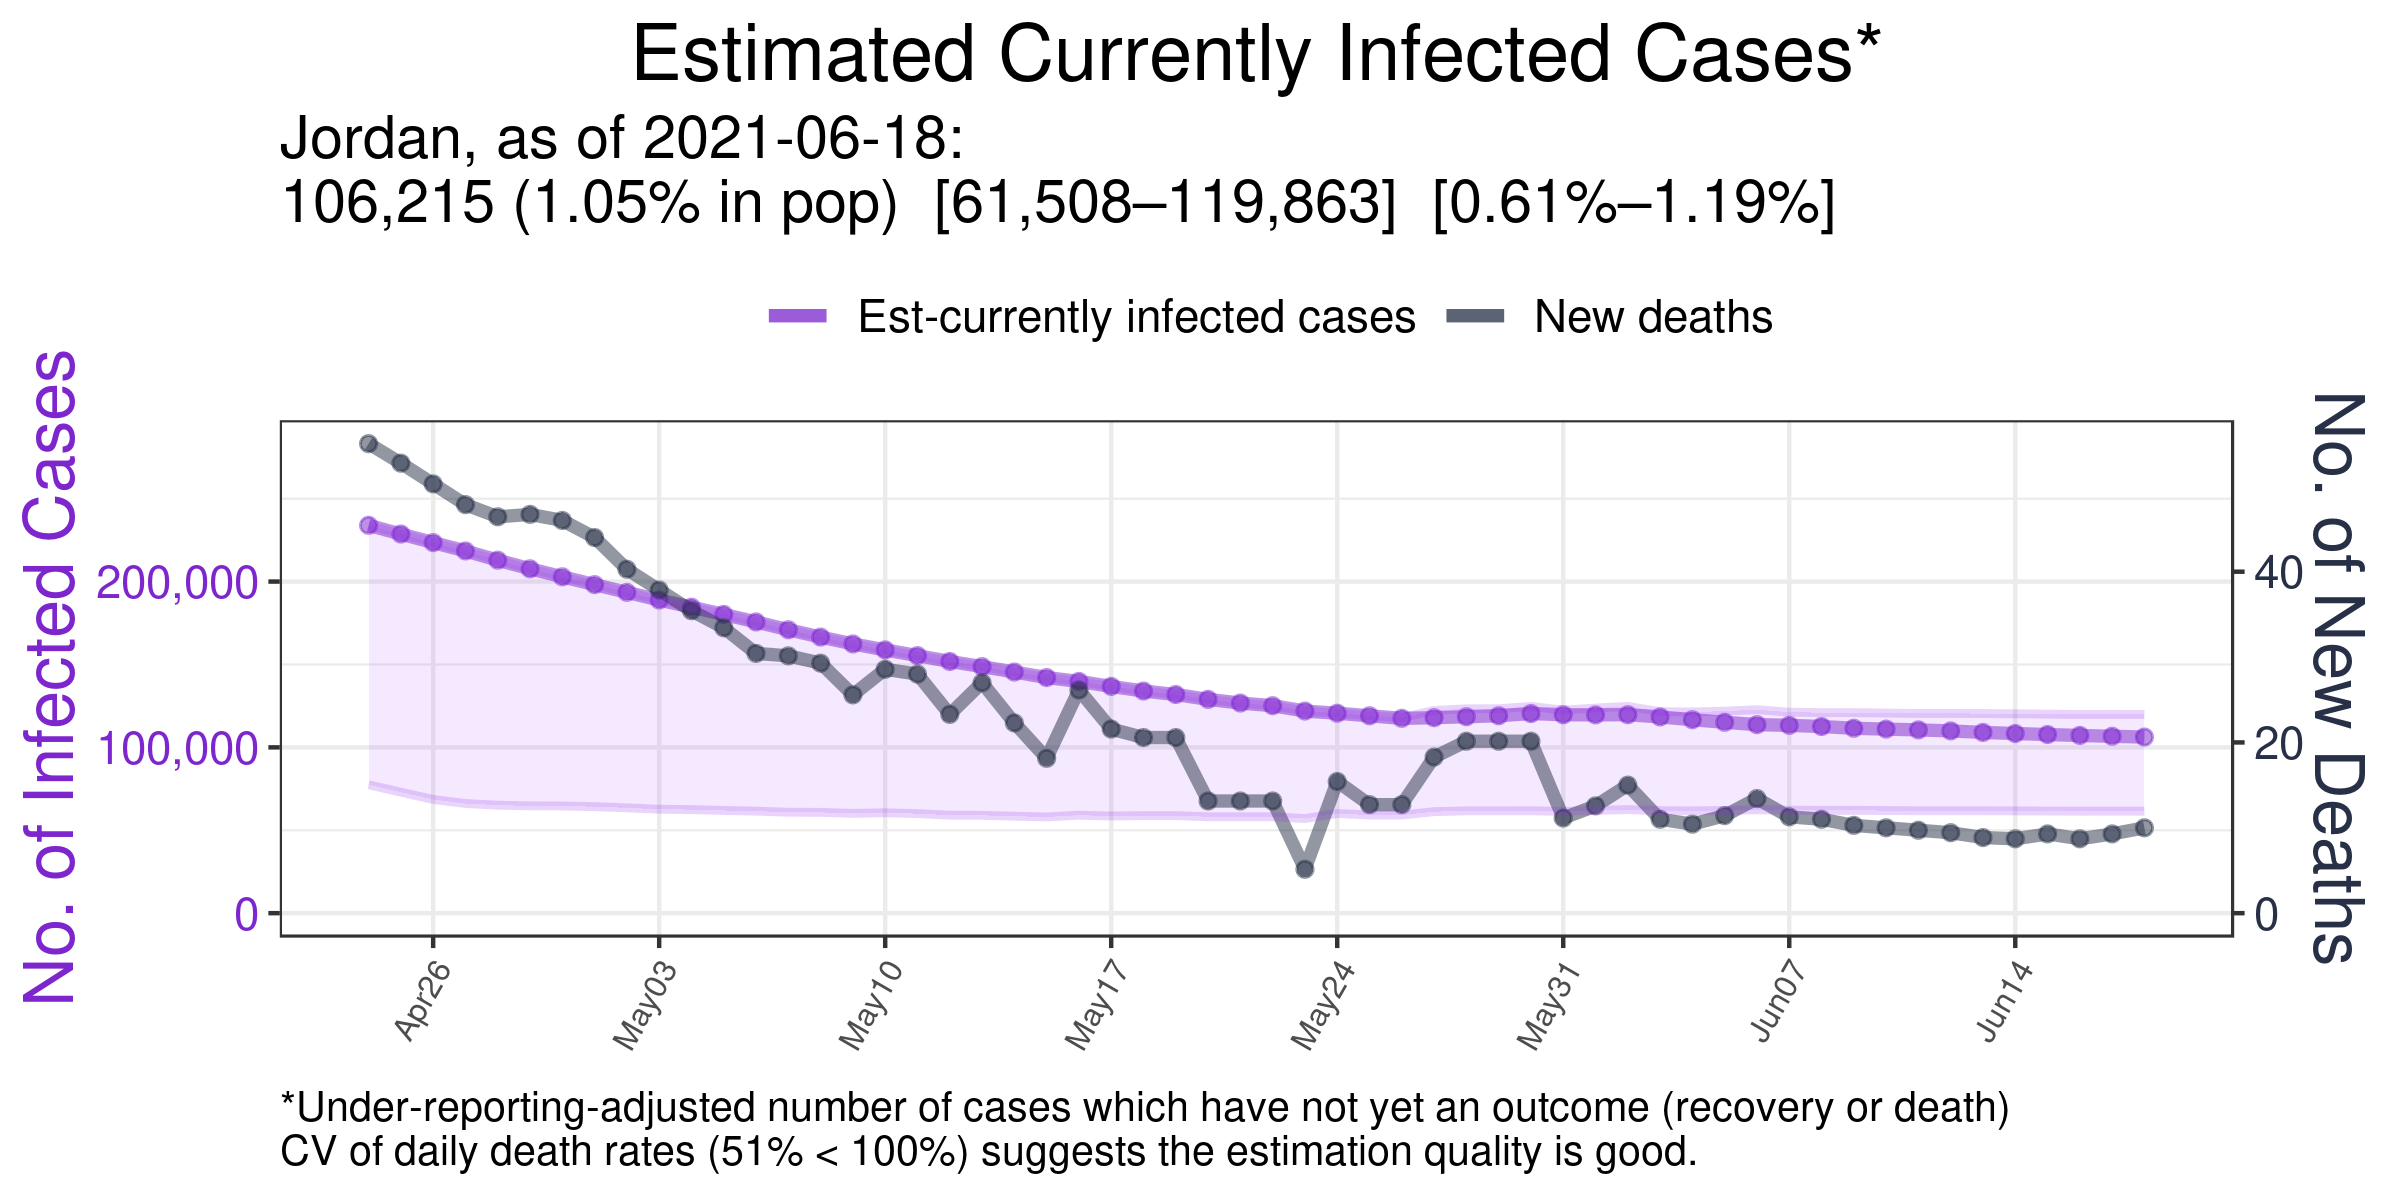 Estimated Currently Infected Cases*
Jordan, as of 2021-06-18:
106,215 (1.05% in pop)  [61,508–119,863]  [0.61%–1.19%]
Est-currently infected cases
New deaths
No. of Infected Cases
200,000
100,000
0
No. of New Deaths
40
20
0
Apr26
May03
May10
May17
May24
May31
Jun07
Jun14
*Under-reporting-adjusted number of cases which have not yet an outcome (recovery or death)
CV of daily death rates (51% < 100%) suggests the estimation quality is good.